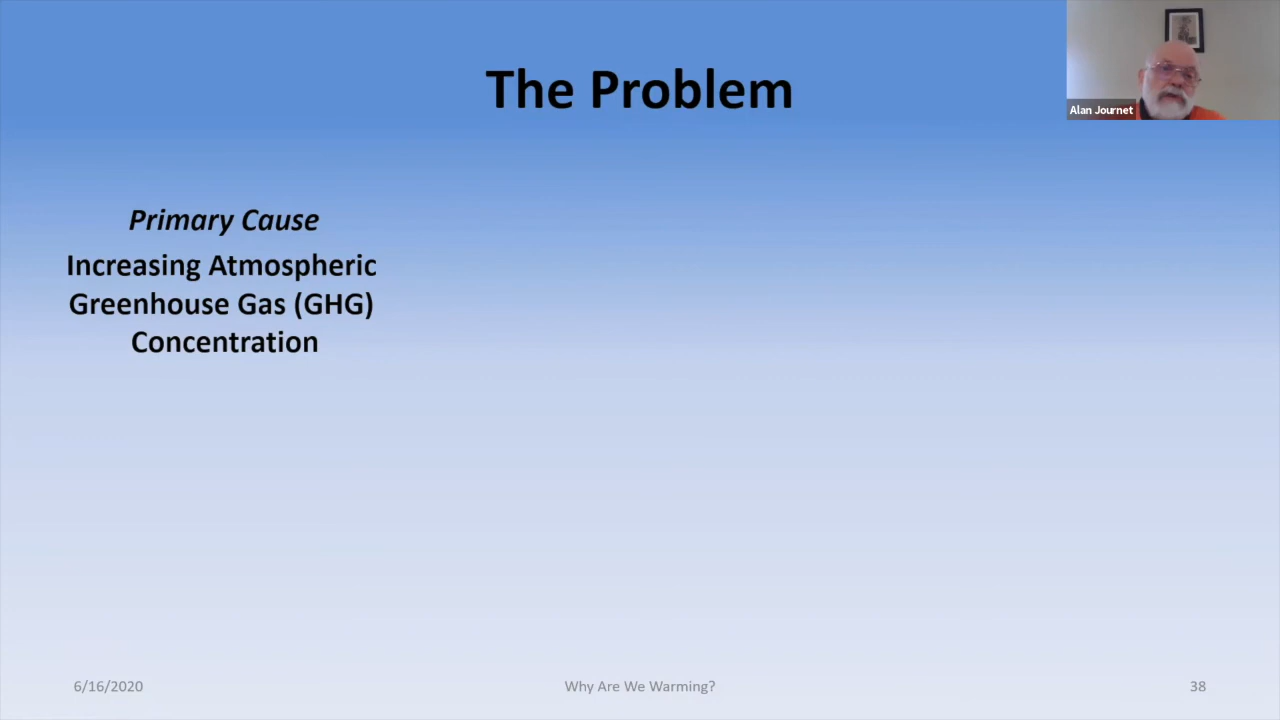 The Problem
Alan Journet
Primary Cause
Increasing Atmospheric
Greenhouse Gas (GHG)
Concentration
6/16/2020
Why Are We Warming?
38